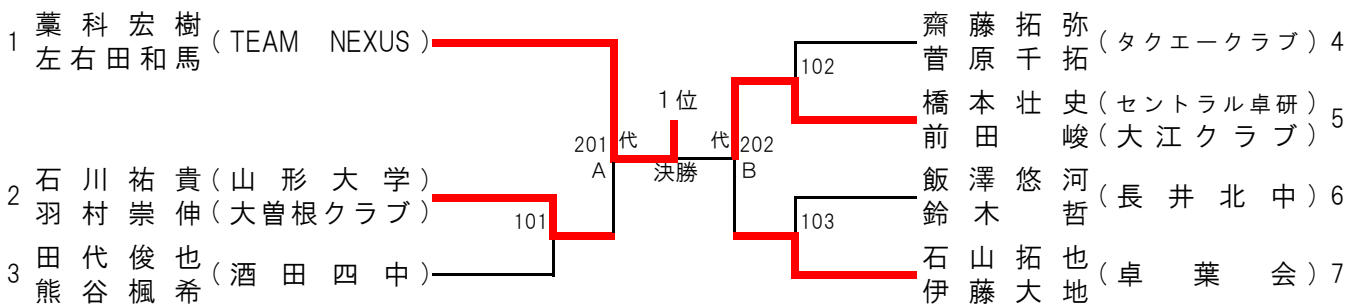 1 藁科宏樹 (TEAM NEXUS)
左右田和馬
2 石川祐貴 (山形大学)
羽村崇伸 (大曽根クラブ)
3 田代俊也 (酒田四中)
熊谷楓希
101
201 代
A
1位
決勝
代 202
B
102
103
齋藤拓弥 (タクエークラブ) 4
菅原千拓
橋本壮史 (セントラル卓研) 5
前田峻 (大江クラブ)
飯澤悠河 (長井北中) 6
鈴木哲
石山拓也 (卓葉会) 7
伊藤大地